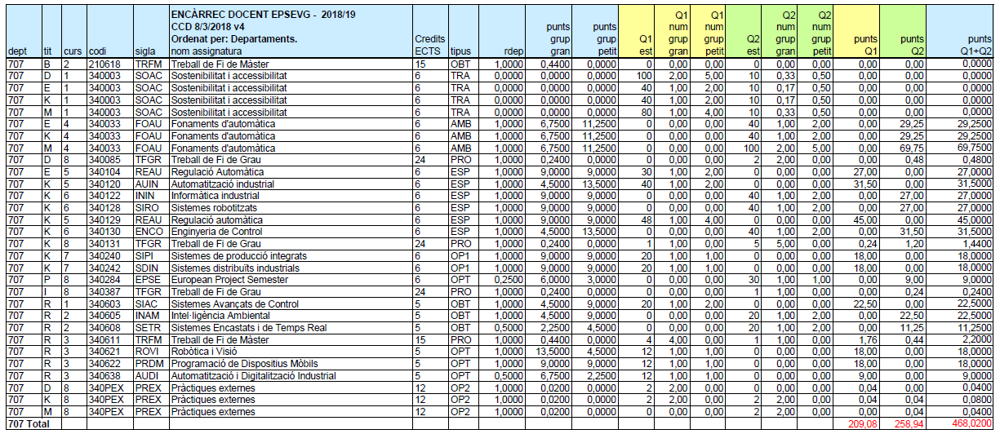 ENCÀRREC DOCENT EPSEVG - 2018/19 Q1 Q1 Q2 Q2
CCD 8/3/2018 v4 punts punts num num num num
Ordenat per: Departaments. Credits grup grup Q1 grup grup Q2 grup grup punts punts punts
dept tit curs codi sigla nom assignatura ECTS tipus rdep gran petit est gran petit est gran petit Q1 Q2 Q1+Q2
707 B 2 210618 TRFM Treball de Fi de Màster 15 OBT 1,0000 0,4400 0,0000 0 0,00 0,00 0 0,00 0,00 0,00 0,00 0,0000
707 D 1 340003 SOAC Sostenibilitat i accessibilitat 6 TRA 0,0000 0,0000 0,0000 100 2,00 5,00 10 0,33 0,50 0,00 0,00 0,0000
707 E 1 340003 SOAC Sostenibilitat i accessibilitat 6 TRA 0,0000 0,0000 0,0000 40 1,00 2,00 10 0,17 0,50 0,00 0,00 0,0000
707 K 1 340003 SOAC Sostenibilitat i accessibilitat 6 TRA 0,0000 0,0000 0,0000 40 1,00 2,00 10 0,17 0,50 0,00 0,00 0,0000
707 M 1 340003 SOAC Sostenibilitat i accessibilitat 6 TRA 0,0000 0,0000 0,0000 80 1,00 4,00 10 0,33 0,50 0,00 0,00 0,0000
707 E 4 340033 FOAU Fonaments d'automàtica 6 AMB 1,0000 6,7500 11,2500 0 0,00 0,00 40 1,00 2,00 0,00 29,25 29,2500
707 K 4 340033 FOAU Fonaments d'automàtica 6 AMB 1,0000 6,7500 11,2500 0 0,00 0,00 40 1,00 2,00 0,00 29,25 29,2500
707 M 4 340033 FOAU Fonaments d'automàtica 6 AMB 1,0000 6,7500 11,2500 0 0,00 0,00 100 2,00 5,00 0,00 69,75 69,7500
707 D 8 340085 TFGR Treball de Fi de Grau 24 PRO 1,0000 0,2400 0,0000 0 0,00 0,00 2 2,00 0,00 0,00 0,48 0,4800
707 E 5 340104 REAU Regulació Automàtica 6 ESP 1,0000 9,0000 9,0000 30 1,00 2,00 0 0,00 0,00 27,00 0,00 27,0000
707 K 5 340120 AUIN Automatització industrial 6 ESP 1,0000 4,5000 13,5000 40 1,00 2,00 0 0,00 0,00 31,50 0,00 31,5000
707 K 6 340122 ININ Informàtica industrial 6 ESP 1,0000 9,0000 9,0000 0 0,00 0,00 40 1,00 2,00 0,00 27,00 27,0000
707 K 6 340128 SIRO Sistemes robotitzats 6 ESP 1,0000 9,0000 9,0000 0 0,00 0,00 40 1,00 2,00 0,00 27,00 27,0000
707 K 5 340129 REAU Regulació automàtica 6 ESP 1,0000 9,0000 9,0000 48 1,00 4,00 0 0,00 0,00 45,00 0,00 45,0000
707 K 6 340130 ENCO Enginyeria de Control 6 ESP 1,0000 4,5000 13,5000 0 0,00 0,00 40 1,00 2,00 0,00 31,50 31,5000
707 K 8 340131 TFGR Treball de Fi de Grau 24 PRO 1,0000 0,2400 0,0000 1 1,00 0,00 5 5,00 0,00 0,24 1,20 1,4400
707 K 7 340240 SIPI Sistemes de producció integrats 6 OP1 1,0000 9,0000 9,0000 20 1,00 1,00 0 0,00 0,00 18,00 0,00 18,0000
707 K 7 340242 SDIN Sistemes distribuïts industrials 6 OP1 1,0000 9,0000 9,0000 20 1,00 1,00 0 0,00 0,00 18,00 0,00 18,0000
707 P 8 340284 EPSE European Project Semester 6 OPT 0,2500 6,0000 3,0000 0 0,00 0,00 30 1,00 1,00 0,00 9,00 9,0000
707 I 8 340387 TFGR Treball de Fi de Grau 24 PRO 1,0000 0,2400 0,0000 0 0,00 0,00 1 1,00 0,00 0,00 0,24 0,2400
707 R 1 340603 SIAC Sistemes Avançats de Control 5 OBT 1,0000 4,5000 9,0000 20 1,00 2,00 0 0,00 0,00 22,50 0,00 22,5000
707 R 2 340605 INAM Intel·ligència Ambiental 5 OBT 1,0000 4,5000 9,0000 0 0,00 0,00 20 1,00 2,00 0,00 22,50 22,5000
707 R 2 340608 SETR Sistemes Encastats i de Temps Real 5 OBT 0,5000 2,2500 4,5000 0 0,00 0,00 20 1,00 2,00 0,00 11,25 11,2500
707 R 3 340611 TRFM Treball de Fi de Màster 15 PRO 1,0000 0,4400 0,0000 4 4,00 0,00 1 1,00 0,00 1,76 0,44 2,2000
707 R 3 340621 ROVI Robòtica i Visió 5 OPT 1,0000 13,5000 4,5000 12 1,00 1,00 0 0,00 0,00 18,00 0,00 18,0000
707 R 3 340622 PRDM Programació de Dispositius Mòbils 5 OPT 1,0000 9,0000 9,0000 12 1,00 1,00 0 0,00 0,00 18,00 0,00 18,0000
707 R 3 340638 AUDI Automatització i Digitalització Industrial 5 OPT 0,5000 6,7500 2,2500 12 1,00 1,00 0 0,00 0,00 9,00 0,00 9,0000
707 D 8 340PEX PREX Pràctiques externes 12 OP2 1,0000 0,0200 0,0000 2 2,00 0,00 0 0,00 0,00 0,04 0,00 0,0400
707 K 8 340PEX PREX Pràctiques externes 12 OP2 1,0000 0,0200 0,0000 2 2,00 0,00 2 2,00 0,00 0,04 0,04 0,0800
707 M 8 340PEX PREX Pràctiques externes 12 OP2 1,0000 0,0200 0,0000 0 0,00 0,00 2 2,00 0,00 0,00 0,04 0,0400
707 Total 209,08 258,94 468,0200